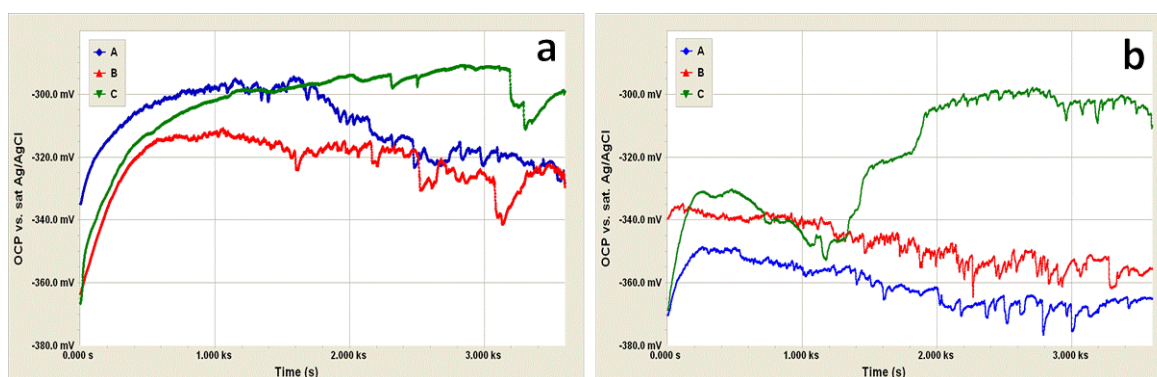 a
A
B
C
-300.0 mV
-320.0 mV
-340.0 mV
-360.0 mV
-380.0 mV
OCP vs. sat Ag/AgCl
0.000 s 1.000 ks 2.000 ks 3.000 ks
Time (s)
b
A
B
C
-300.0 mV
-320.0 mV
-340.0 mV
-360.0 mV
-380.0 mV
OCP vs. sat. Ag/AgCl
0.000 s 1.000 ks 2.000 ks 3.000 ks
Time (s)